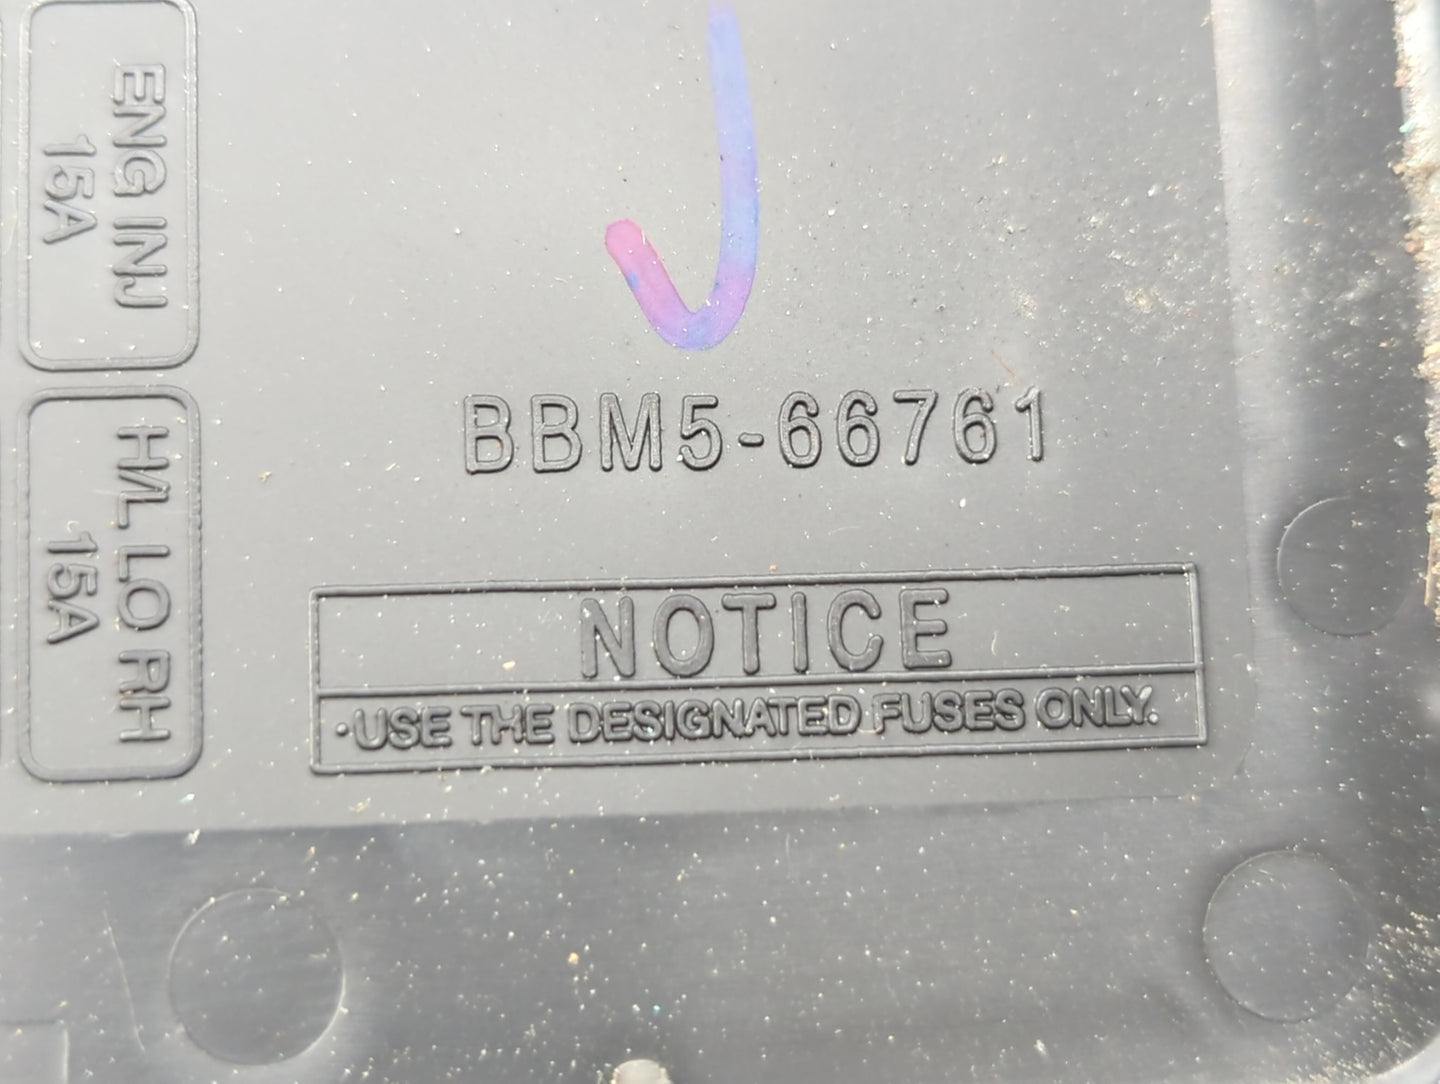 ENG INJ
15A
H/L LO RH
15A
BBM5-66761
NOTICE
·USE THE DESIGNATED FUSES ONLY.